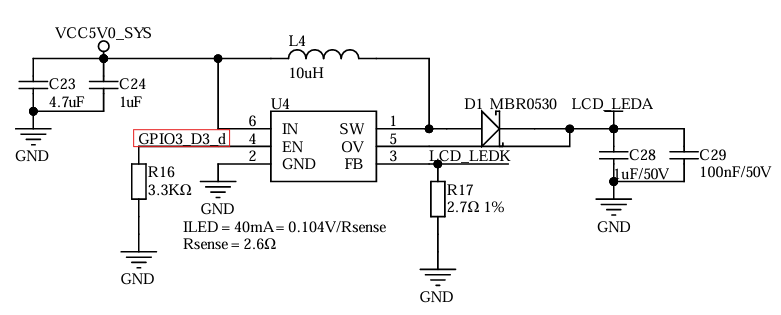 VCC5V0_SYS
L4
10uH
C23
4.7uF
C24
1uF
GND
U4
6 IN SW 1
4 EN OV 5
2 GND FB 3
GPIO3_D3_d
R16
3.3KΩ
GND
GND
D1 MBR0530
LCD_LEDA
LCD_LEDK
C28
1uF/50V
C29
100nF/50V
GND
R17
2.7Ω 1%
GND
ILED = 40mA= 0.104V/Rsense
Rsense = 2.6Ω